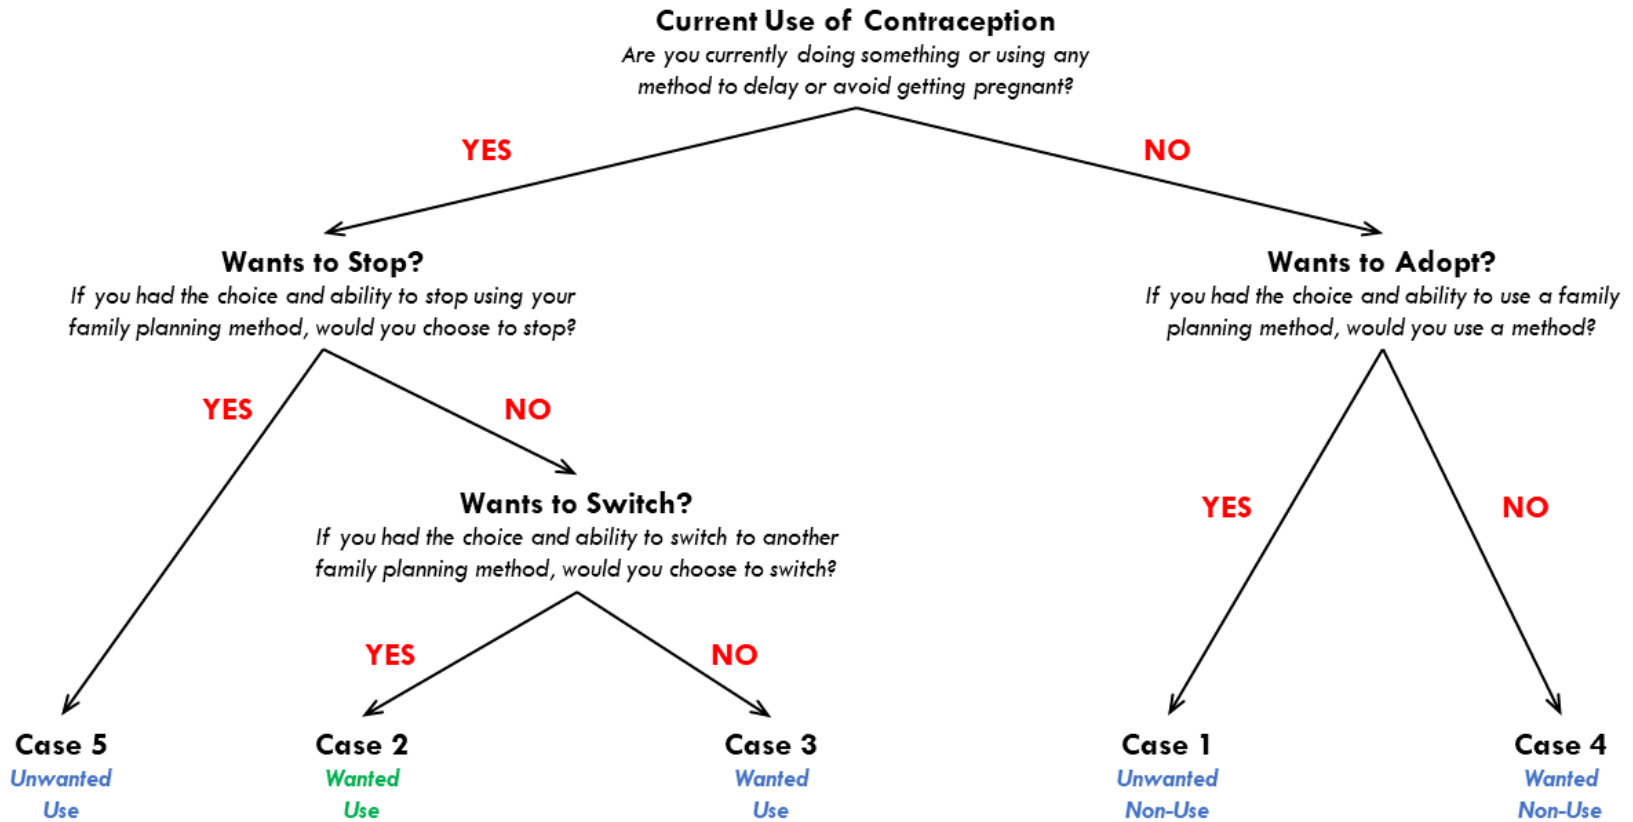 Current Use of Contraception
Are you currently doing something or using any
method to delay or avoid getting pregnant?
YES
NO
Wants to Stop?
If you had the choice and ability to stop using your
family planning method, would you choose to stop?
Wants to Adopt?
If you had the choice and ability to use a family
planning method, would you use a method?
YES
NO
Wants to Switch?
If you had the choice and ability to switch to another
family planning method, would you choose to switch?
YES
NO
YES
NO
Case 5
Unwanted
Use
Case 2
Wanted
Use
Case 3
Wanted
Use
Case 1
Unwanted
Non-Use
Case 4
Wanted
Non-Use